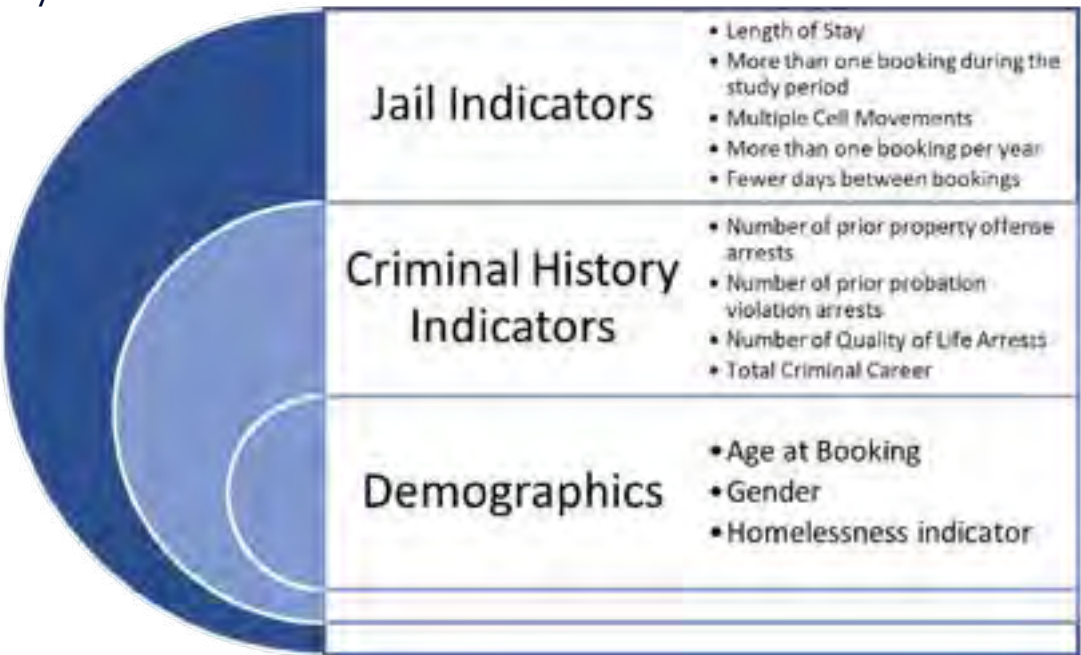 Jail Indicators
• Length of Stay
• More than one booking during the
study period
• Multiple Cell Movements
• More than one booking per year
• Fewer days between bookings
Criminal History
Indicators
• Number of prior property offense
arrests
• Number of prior probation
violation arrests
• Number of Quality of Life Arrests
• Total Criminal Career
Demographics
• Age at Booking
• Gender
• Homelessness indicator